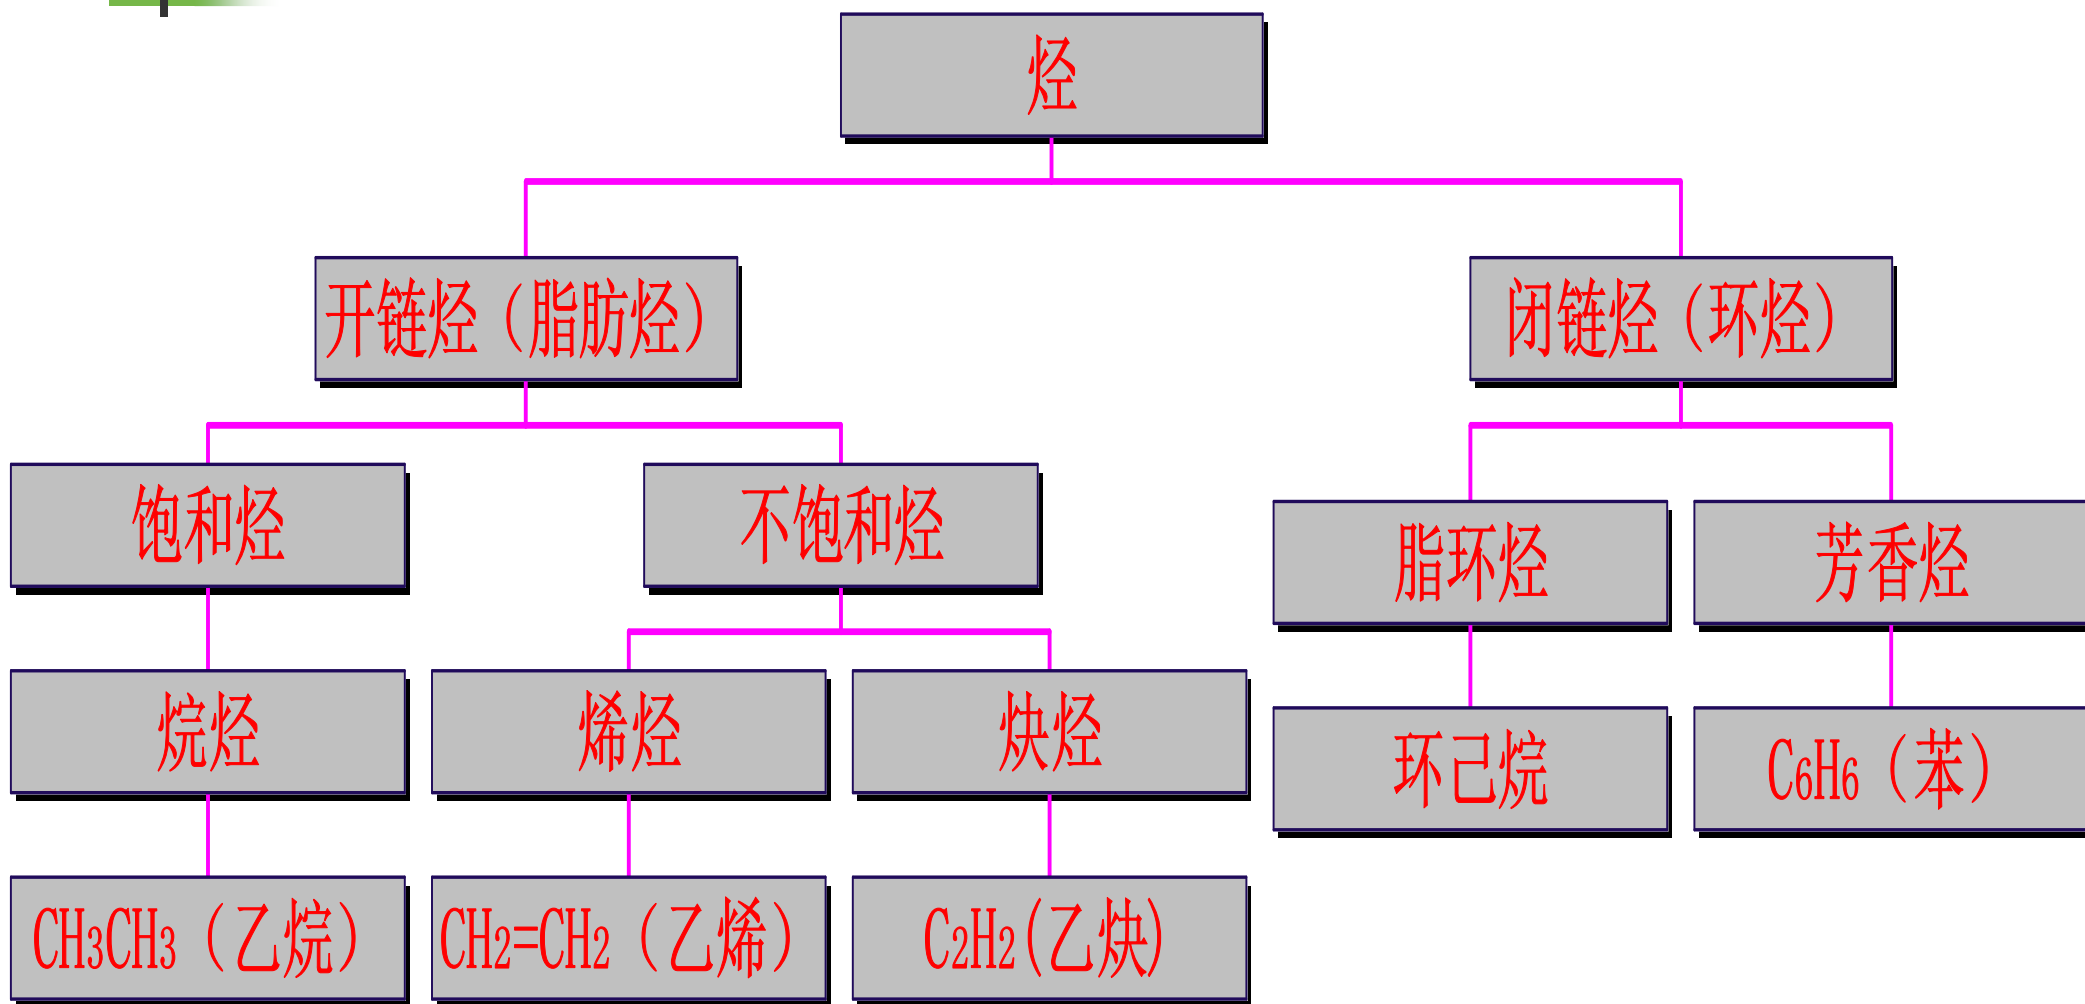 烃
开链烃（脂肪烃）
闭链烃（环烃）
饱和烃
不饱和烃
脂环烃
芳香烃
烷烃
烯烃
炔烃
环己烷
C6H6（苯）
CH3CH3（乙烷）
CH2=CH2（乙烯）
C2H2(乙炔)